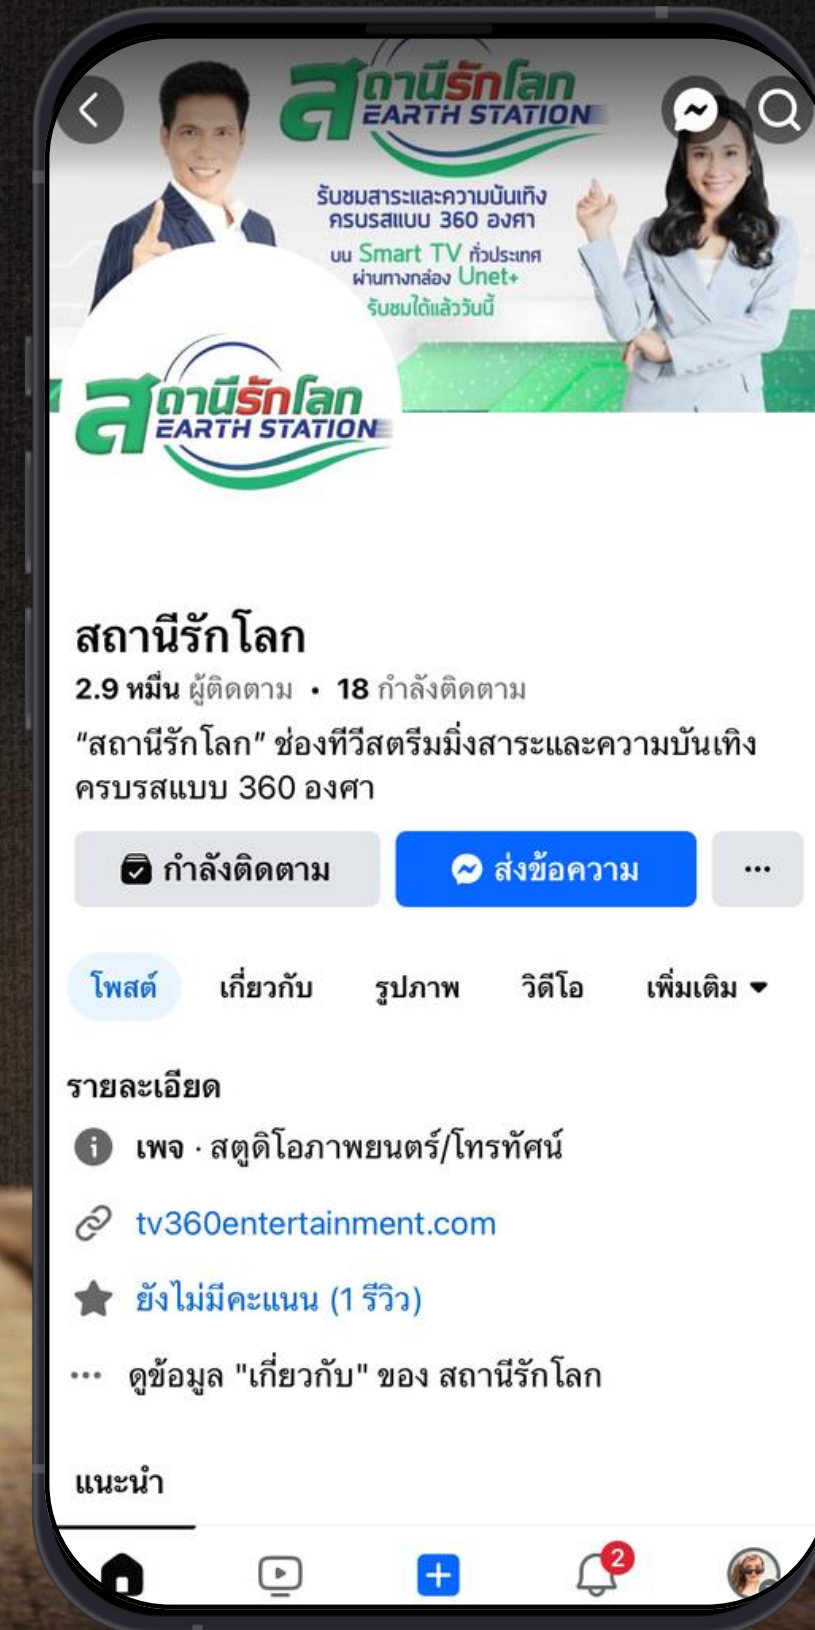 สถานีรักโลก
EARTH STATION
รับชมสาระและความบันเทิง
ครบรสแบบ 360 องศา
บน Smart TV ทั่วประเทศ
ผ่านทางกล่อง Unet+
รับชมได้แล้ววันนี้
สถานีรักโลก
EARTH STATION
สถานีรักโลก
2.9 หมื่น ผู้ติดตาม • 18 กำลังติดตาม
“สถานีรักโลก” ช่องทีวีสตรีมมิ่งสาระและความบันเทิง
ครบรสแบบ 360 องศา
กำลังติดตาม
ส่งข้อความ
โพสต์ เกี่ยวกับ รูปภาพ วิดีโอ เพิ่มเติม
รายละเอียด
เพจ · สตูดิโอภาพยนตร์/โทรทัศน์
tv360entertainment.com
ยังไม่มีคะแนน (1 รีวิว)
ดูข้อมูล "เกี่ยวกับ" ของ สถานีรักโลก
แนะนำ
2